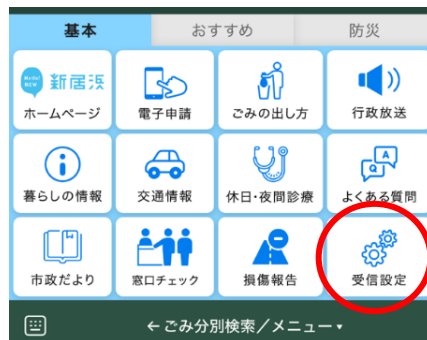 基本 おすすめ 防災
Hello! NEW 新居浜
ホームページ 電子申請 ごみの出し方 行政放送
Q A
暮らしの情報 交通情報 休日・夜間診療 よくある質問
市政だより 窓口チェック 損傷報告 受信設定
←ごみ分別検索／メニュー▼